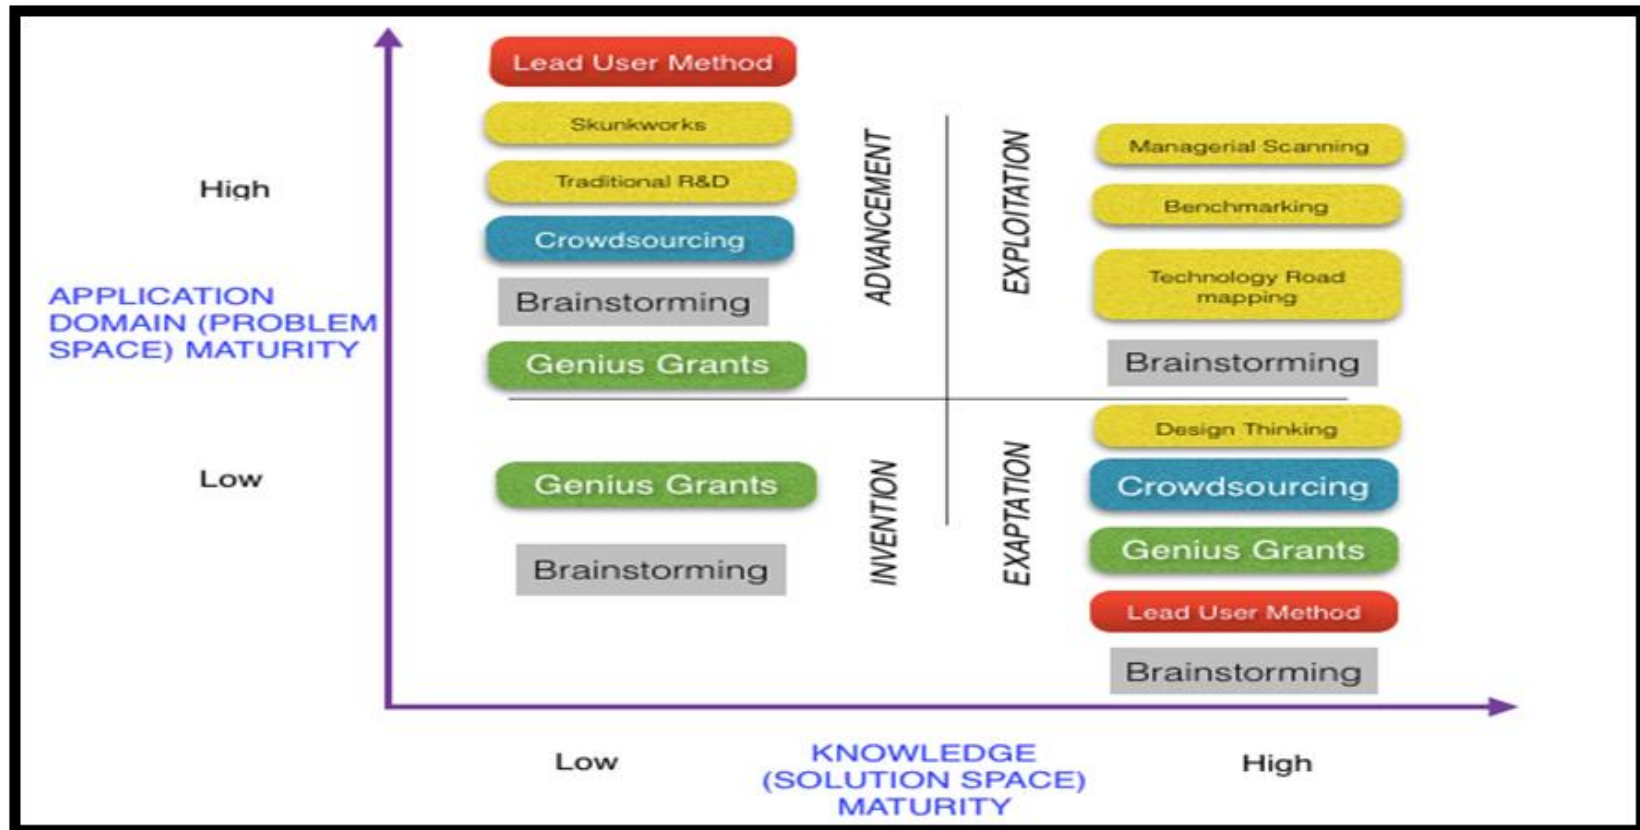 Lead User Method
Skunkworks
Traditional R&D
Crowdsourcing
Brainstorming
Genius Grants
ADVANCEMENT
EXPLOITATION
Managerial Scanning
Benchmarking
Technology Road
mapping
Brainstorming
High
APPLICATION
DOMAIN (PROBLEM
SPACE) MATURITY
Low
Genius Grants
Brainstorming
INVENTION
EXAPTATION
Design Thinking
Crowdsourcing
Genius Grants
Lead User Method
Brainstorming
Low
KNOWLEDGE
(SOLUTION SPACE)
MATURITY
High